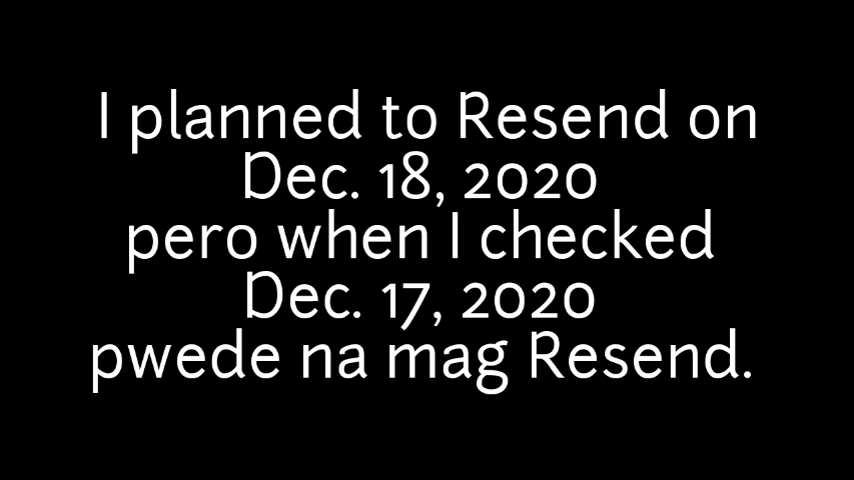 I planned to Resend on
Dec. 18, 2020
pero when I checked
Dec. 17, 2020
pwede na mag Resend.